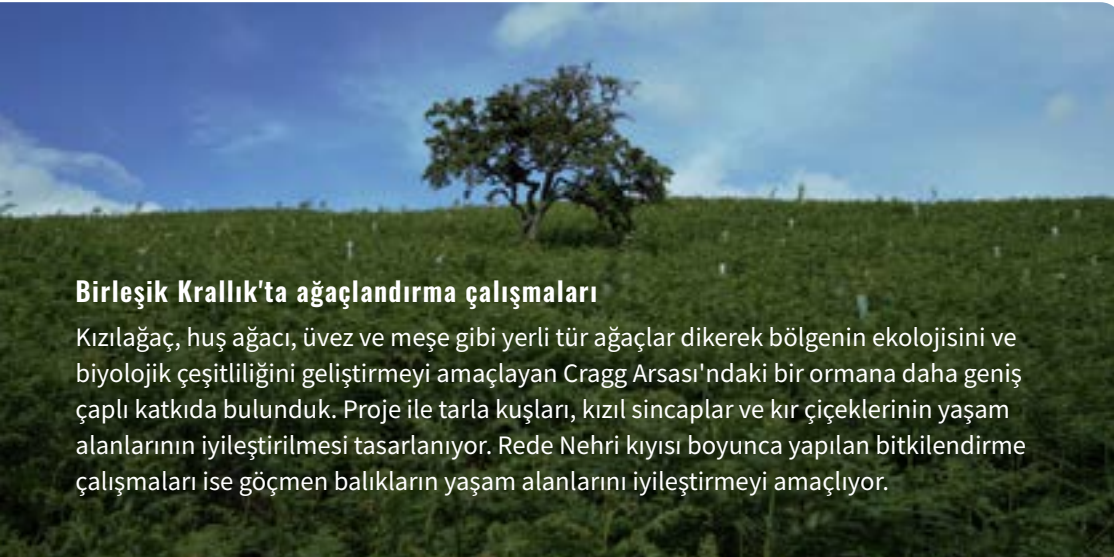 Birleşik Krallık'ta ağaçlandırma çalışmaları
Kızılağaç, huş ağacı, üvez ve meşe gibi yerli tür ağaçlar dikerek bölgenin ekolojisini ve
biyolojik çeşitliliğini geliştirmeyi amaçlayan Cragg Arsası'ndaki bir ormana daha geniş
çaplı katkıda bulunduk. Proje ile tarla kuşları, kızıl sincaplar ve kır çiçeklerinin yaşam
alanlarının iyileştirilmesi tasarlanıyor. Rede Nehri kıyısı boyunca yapılan bitkilendirme
çalışmaları ise göçmen balıkların yaşam alanlarını iyileştirmeyi amaçlıyor.